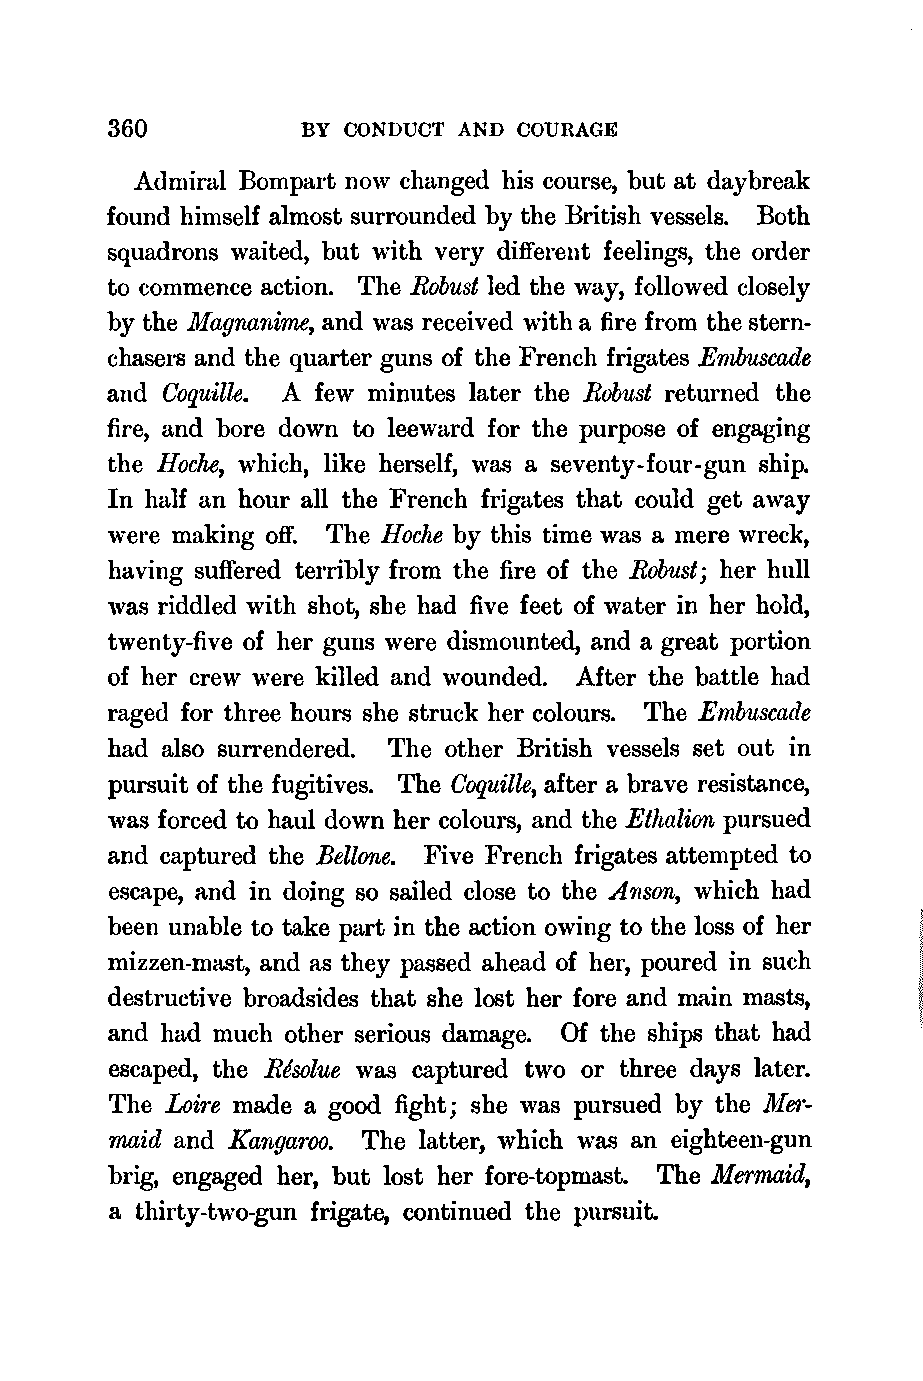 360 BY CONDUCT AND COURAGE
Admiral Bompart now changed his course, but at daybreak
found himself almost surrounded by the British vessels. Both
squadrons waited, but with very different feelings, the order
to commence action. The Robust led the way, followed closely
by the Magnanime, and was received with a fire from the stern-
chasers and the quarter guns of the French frigates Embuscade
and Coquille. A few minutes later the Robust returned the
fire, and bore down to leeward for the purpose of engaging
the Hoche, which, like herself, was a seventy-four-gun ship.
In half an hour all the French frigates that could get away
were making off. The Hoche by this time was a mere wreck,
having suffered terribly from the fire of the Robust; her hull
was riddled with shot, she had five feet of water in her hold,
twenty-five of her guns were dismounted, and a great portion
of her crew were killed and wounded. After the battle had
raged for three hours she struck her colours. The Embuscade
had also surrendered. The other British vessels set out in
pursuit of the fugitives. The Coquille, after a brave resistance,
was forced to haul down her colours, and the Ethalion pursued
and captured the Bellone. Five French frigates attempted to
escape, and in doing so sailed close to the Anson, which had
been unable to take part in the action owing to the loss of her
mizzen-mast, and as they passed ahead of her, poured in such
destructive broadsides that she lost her fore and main masts,
and had much other serious damage. Of the ships that had
escaped, the Résolue was captured two or three days later.
The Loire made a good fight; she was pursued by the Mer-
maid and Kangaroo. The latter, which was an eighteen-gun
brig, engaged her, but lost her fore-topmast. The Mermaid,
a thirty-two-gun frigate, continued the pursuit.